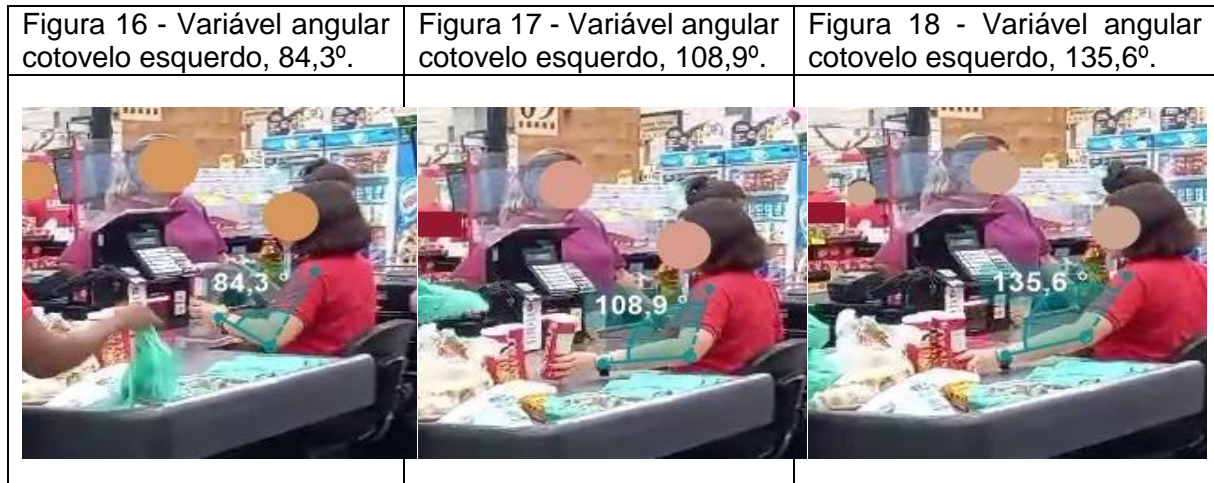 Figura 16 - Variável angular
cotovelo esquerdo, 84,3º.
Figura 17 - Variável angular
cotovelo esquerdo, 108,9º.
Figura 18 - Variável angular
cotovelo esquerdo, 135,6º.
84,3 º
108,9 º
135,6 º